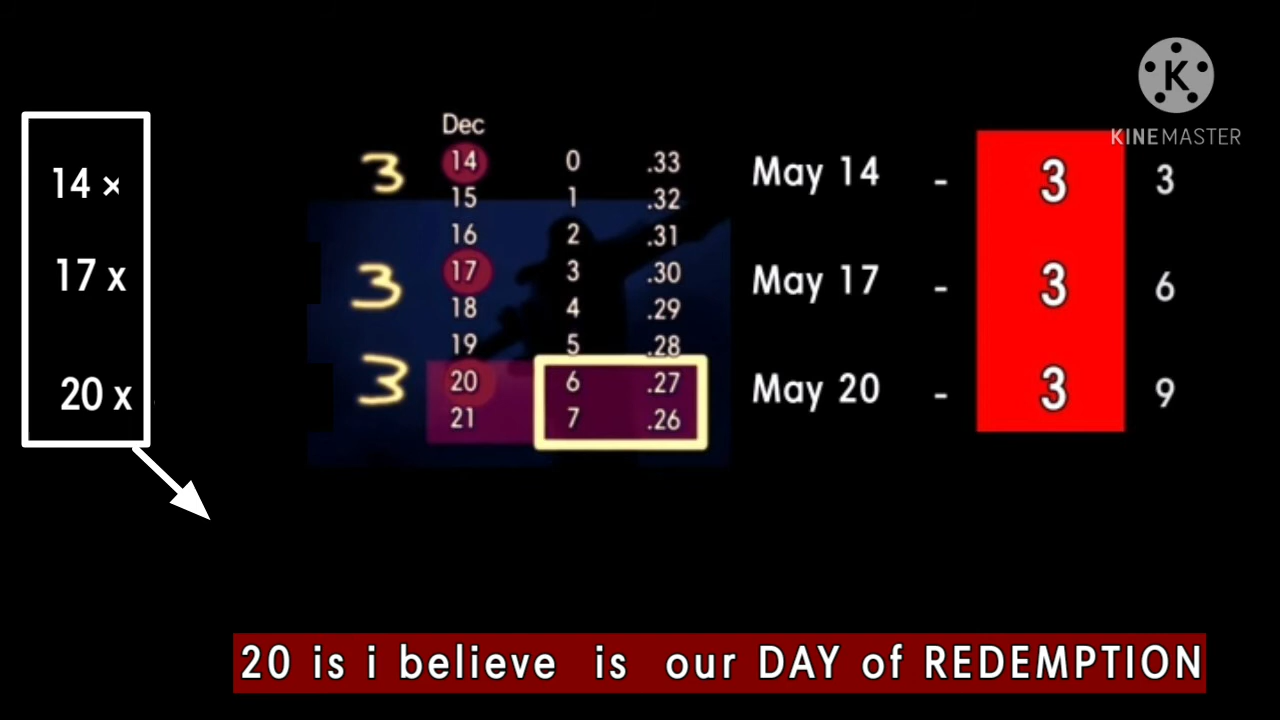 KINEMASTER
Dec
14 x
3 14 0 .33 May 14 - 3 3
15 1 .32
16 2 .31
17 x
3 17 3 .30 May 17 - 3 6
18 4 .29
19 5 .28
20 x
3 20 6 .27 May 20 - 3 9
21 7 .26
20 is i believe is our DAY of REDEMPTION